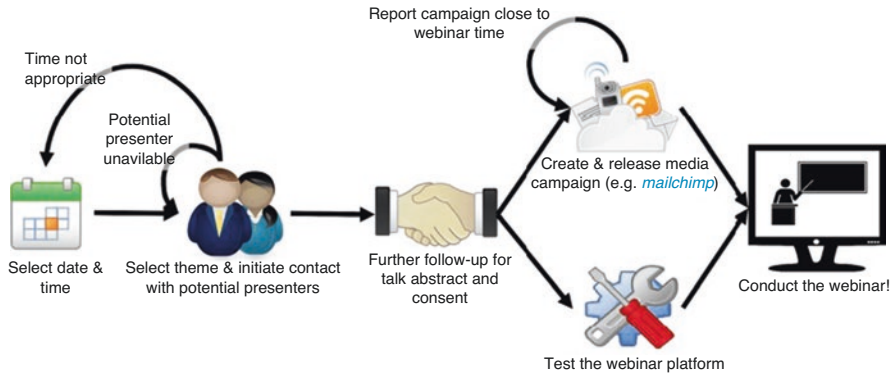 Report campaign close to
webinar time
Time not
appropriate
Potential
presenter
unavilable
Create & release media
campaign (e.g. mailchimp)
Select date &
time
Select theme & initiate contact
with potential presenters
Further follow-up for
talk abstract and
consent
Conduct the webinar!
Test the webinar platform